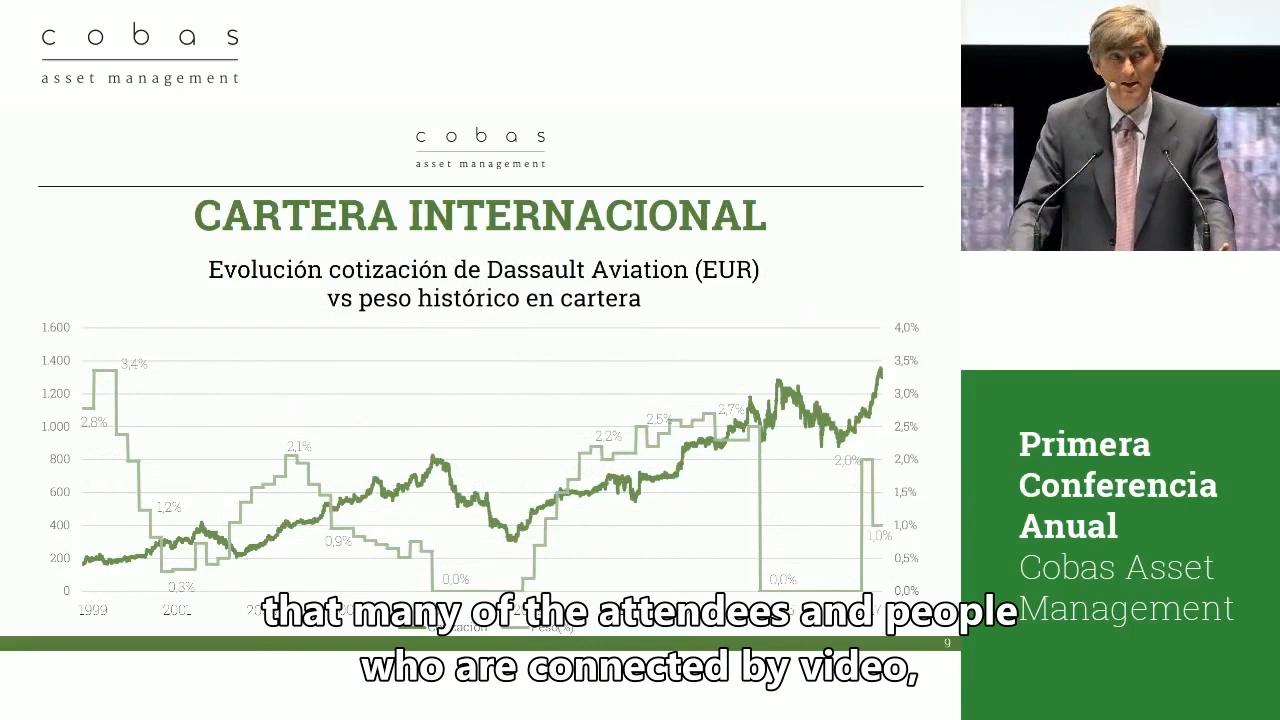 cobas
asset management
cobas
asset management
CARTERA INTERNACIONAL
Evolución cotización de Dassault Aviation (EUR)
vs peso histórico en cartera
1.600
1.400
1.200
1.000
800
600
400
200
0
4,0%
3,5%
3,0%
2,5%
2,0%
1,5%
1,0%
0,5%
0,0%
2,8%
3,4%
1,2%
0,3%
2,1%
0,9%
0,0%
2,2%
2,5%
2,7%
0,0%
2,0%
1,0%
1999
that many of the attendees and people
who are connected by video,
9
Primera
Conferencia
Anual
Cobas Asset
Management